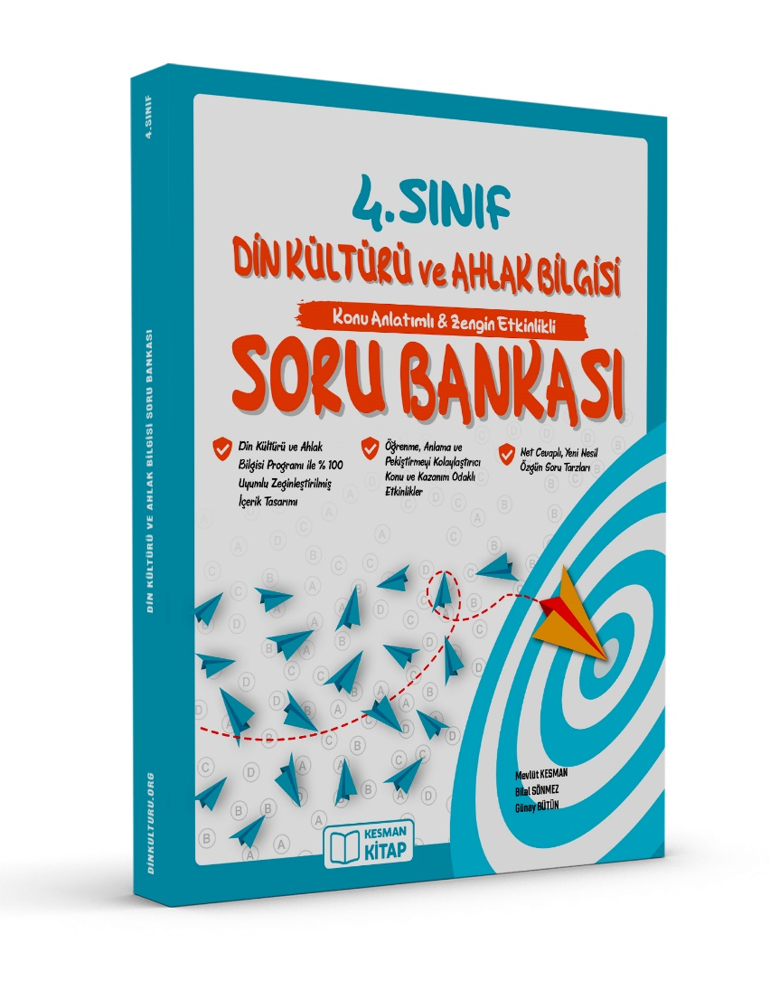 4.SINIF
DİN KÜLTÜRÜ ve AHLAK BİLGİSİ
Konu Anlatımlı & Zengin Etkinlikli
SORU BANKASI
Din Kültürü ve Ahlak
Bilgisi Programı ile % 100
Uyumlu Zeginleştirilmiş
İçerik Tasarımı
Öğrenme, Anlama ve
Pekiştirmeyi Kolaylaştırıcı
Konu ve Kazanım Odaklı
Etkinlikler
Net Cevaplı, Yeni Nesil
Özgün Soru Tarzları
Mevlüt KESMAN
Bilal SÖNMEZ
Günay BÜTÜN
KESMAN
KİTAP
4.SINIF
DİN KÜLTÜRÜ VE AHLAK BİLGİSİ SORU BANKASI
DINKULTURU.ORG